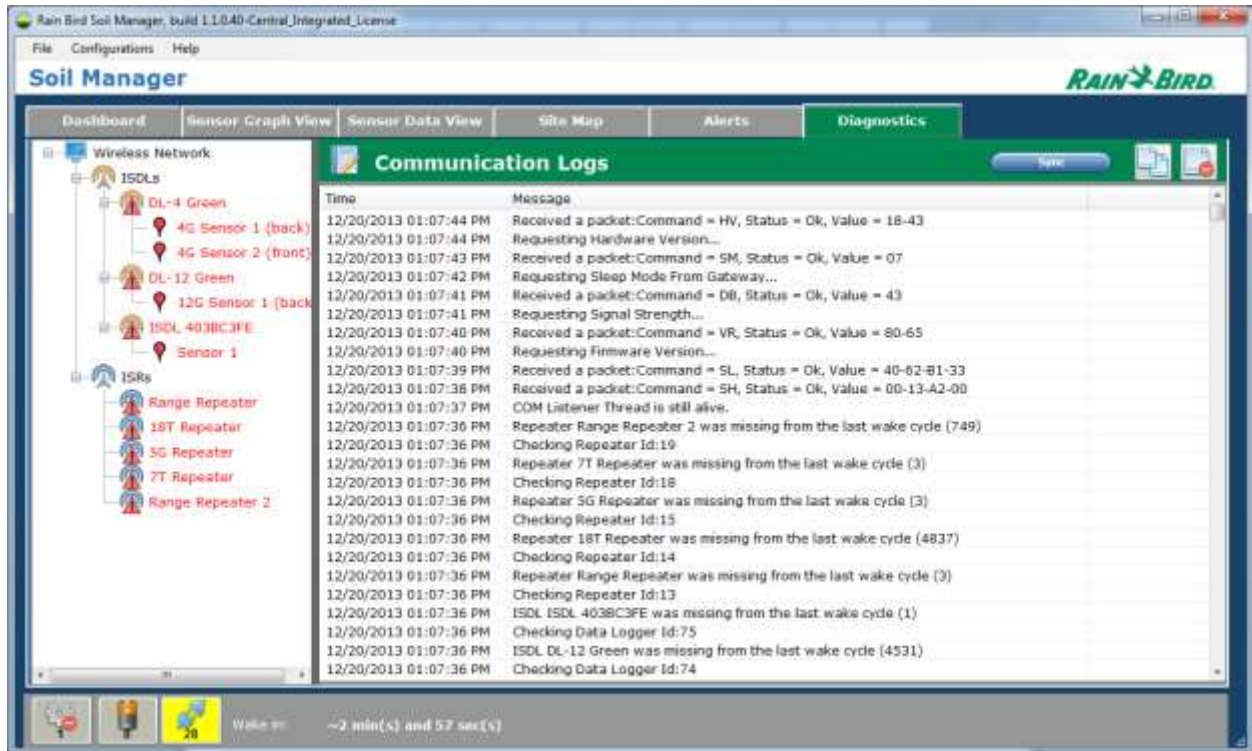 Rain Bird Soil Manager, build 1.1.0.40-Central_Integrated_License
File Configurations Help
Soil Manager
RAIN BIRD
Dashboard Sensor Graph View Sensor Data View Site Map Alerts Diagnostics
Wireless Network
ISDLs
DL-4 Green
4G Sensor 1 (back)
4G Sensor 2 (front)
DL-12 Green
12G Sensor 1 (back
ISDL 403BC3FE
Sensor 1
ISRs
Range Repeater
18T Repeater
5G Repeater
7T Repeater
Range Repeater 2
Communication Logs Sync
Time Message
12/20/2013 01:07:44 PM Received a packet:Command = HV, Status = Ok, Value = 18-43
12/20/2013 01:07:44 PM Requesting Hardware Version...
12/20/2013 01:07:43 PM Received a packet:Command = SM, Status = Ok, Value = 07
12/20/2013 01:07:42 PM Requesting Sleep Mode From Gateway...
12/20/2013 01:07:41 PM Received a packet:Command = DB, Status = Ok, Value = 43
12/20/2013 01:07:41 PM Requesting Signal Strength...
12/20/2013 01:07:40 PM Received a packet:Command = VR, Status = Ok, Value = 80-65
12/20/2013 01:07:40 PM Requesting Firmware Version...
12/20/2013 01:07:39 PM Received a packet:Command = SL, Status = Ok, Value = 40-62-B1-33
12/20/2013 01:07:38 PM Received a packet:Command = SH, Status = Ok, Value = 00-13-A2-00
12/20/2013 01:07:37 PM COM Listener Thread is still alive.
12/20/2013 01:07:36 PM Repeater Range Repeater 2 was missing from the last wake cycle (749)
12/20/2013 01:07:36 PM Checking Repeater Id:19
12/20/2013 01:07:36 PM Repeater 7T Repeater was missing from the last wake cycle (3)
12/20/2013 01:07:36 PM Checking Repeater Id:18
12/20/2013 01:07:36 PM Repeater 5G Repeater was missing from the last wake cycle (3)
12/20/2013 01:07:36 PM Checking Repeater Id:15
12/20/2013 01:07:36 PM Repeater 18T Repeater was missing from the last wake cycle (4837)
12/20/2013 01:07:36 PM Checking Repeater Id:14
12/20/2013 01:07:36 PM Repeater Range Repeater was missing from the last wake cycle (3)
12/20/2013 01:07:36 PM Checking Repeater Id:13
12/20/2013 01:07:36 PM ISDL ISDL 403BC3FE was missing from the last wake cycle (1)
12/20/2013 01:07:36 PM Checking Data Logger Id:75
12/20/2013 01:07:36 PM ISDL DL-12 Green was missing from the last wake cycle (4531)
12/20/2013 01:07:36 PM Checking Data Logger Id:74
1 20 Wake in: ~2 min(s) and 57 sec(s)